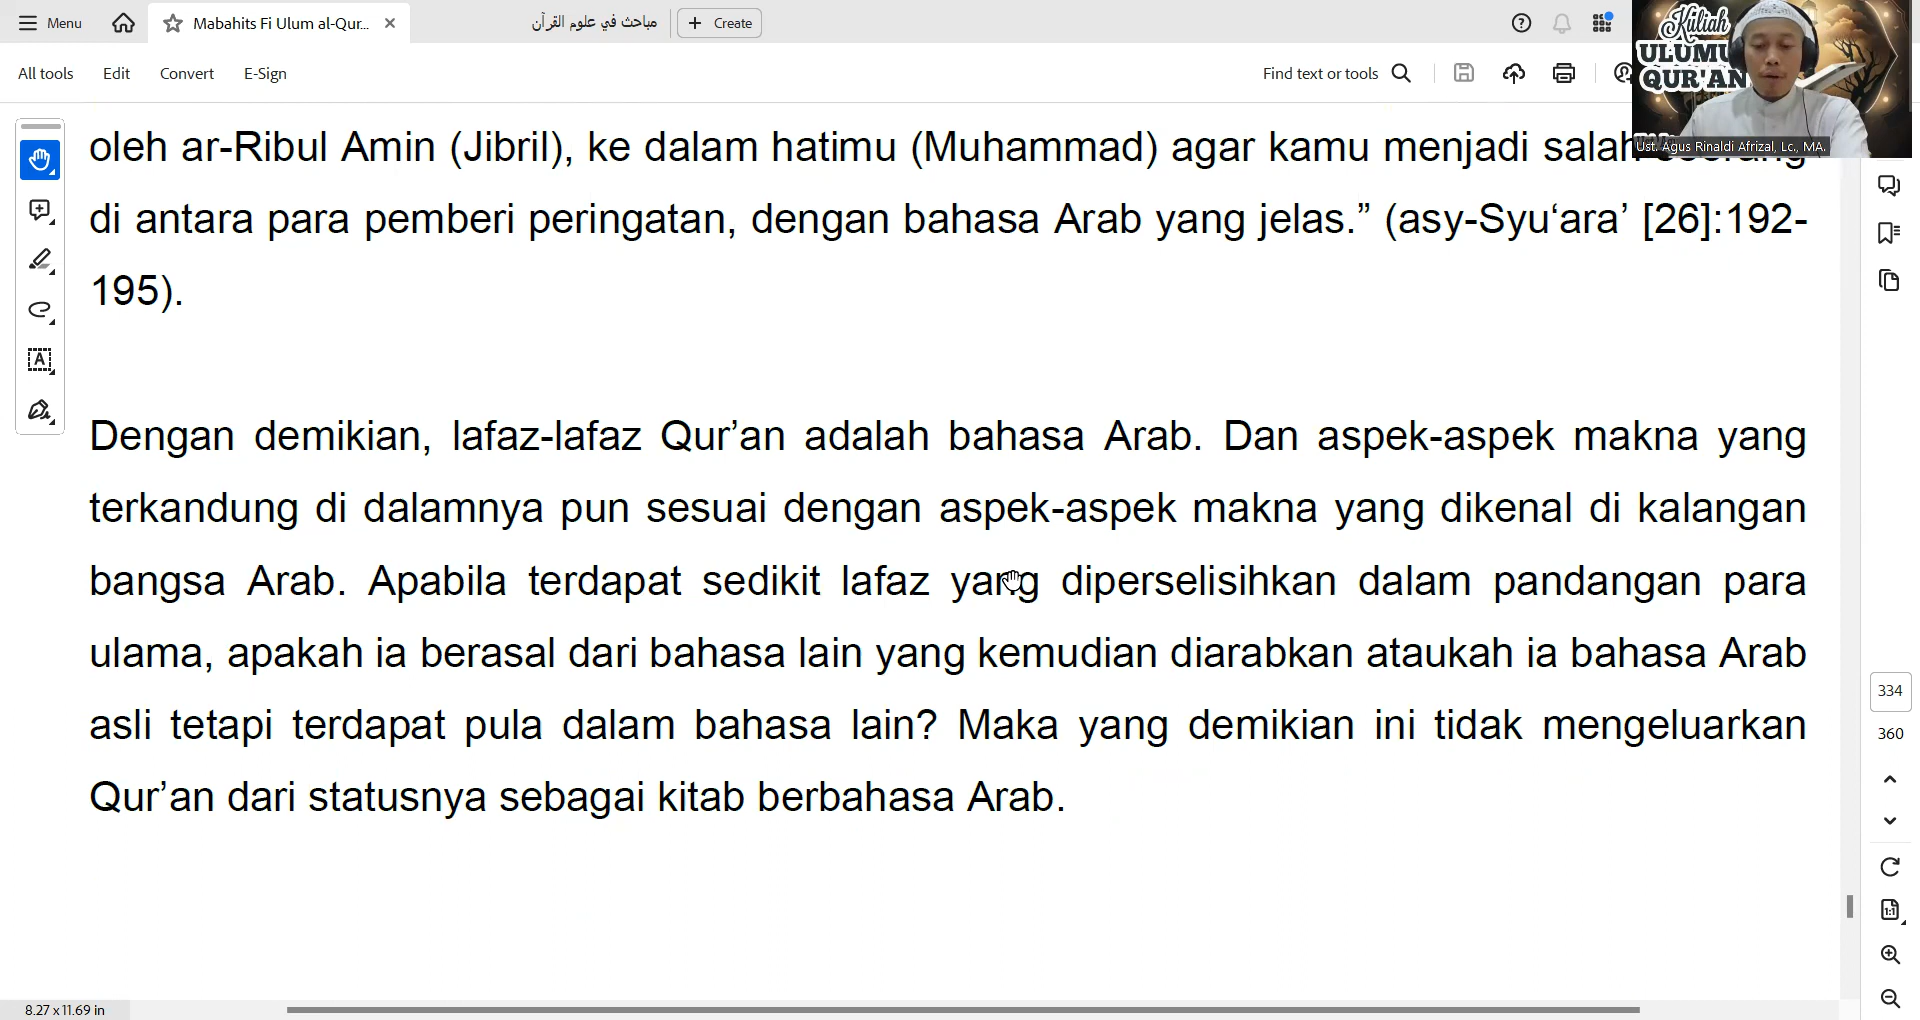 Menu
Mabahits Fi Ulum al-Qur...
مباحث في علوم القرآن
Create
All tools
Edit
Convert
E-Sign
Find text or tools
Kuliah
ULUMU
QUR'AN
Ust. Agus Rinaldi Afrizal, Lc., MA.
oleh ar-Ribul Amin (Jibril), ke dalam hatimu (Muhammad) agar kamu menjadi salah
di antara para pemberi peringatan, dengan bahasa Arab yang jelas.” (asy-Syu‘ara’ [26]:192-
195).
Dengan demikian, lafaz-lafaz Qur’an adalah bahasa Arab. Dan aspek-aspek makna yang
terkandung di dalamnya pun sesuai dengan aspek-aspek makna yang dikenal di kalangan
bangsa Arab. Apabila terdapat sedikit lafaz yang diperselisihkan dalam pandangan para
ulama, apakah ia berasal dari bahasa lain yang kemudian diarabkan ataukah ia bahasa Arab
asli tetapi terdapat pula dalam bahasa lain? Maka yang demikian ini tidak mengeluarkan
Qur’an dari statusnya sebagai kitab berbahasa Arab.
334
360
8.27 x 11.69 in